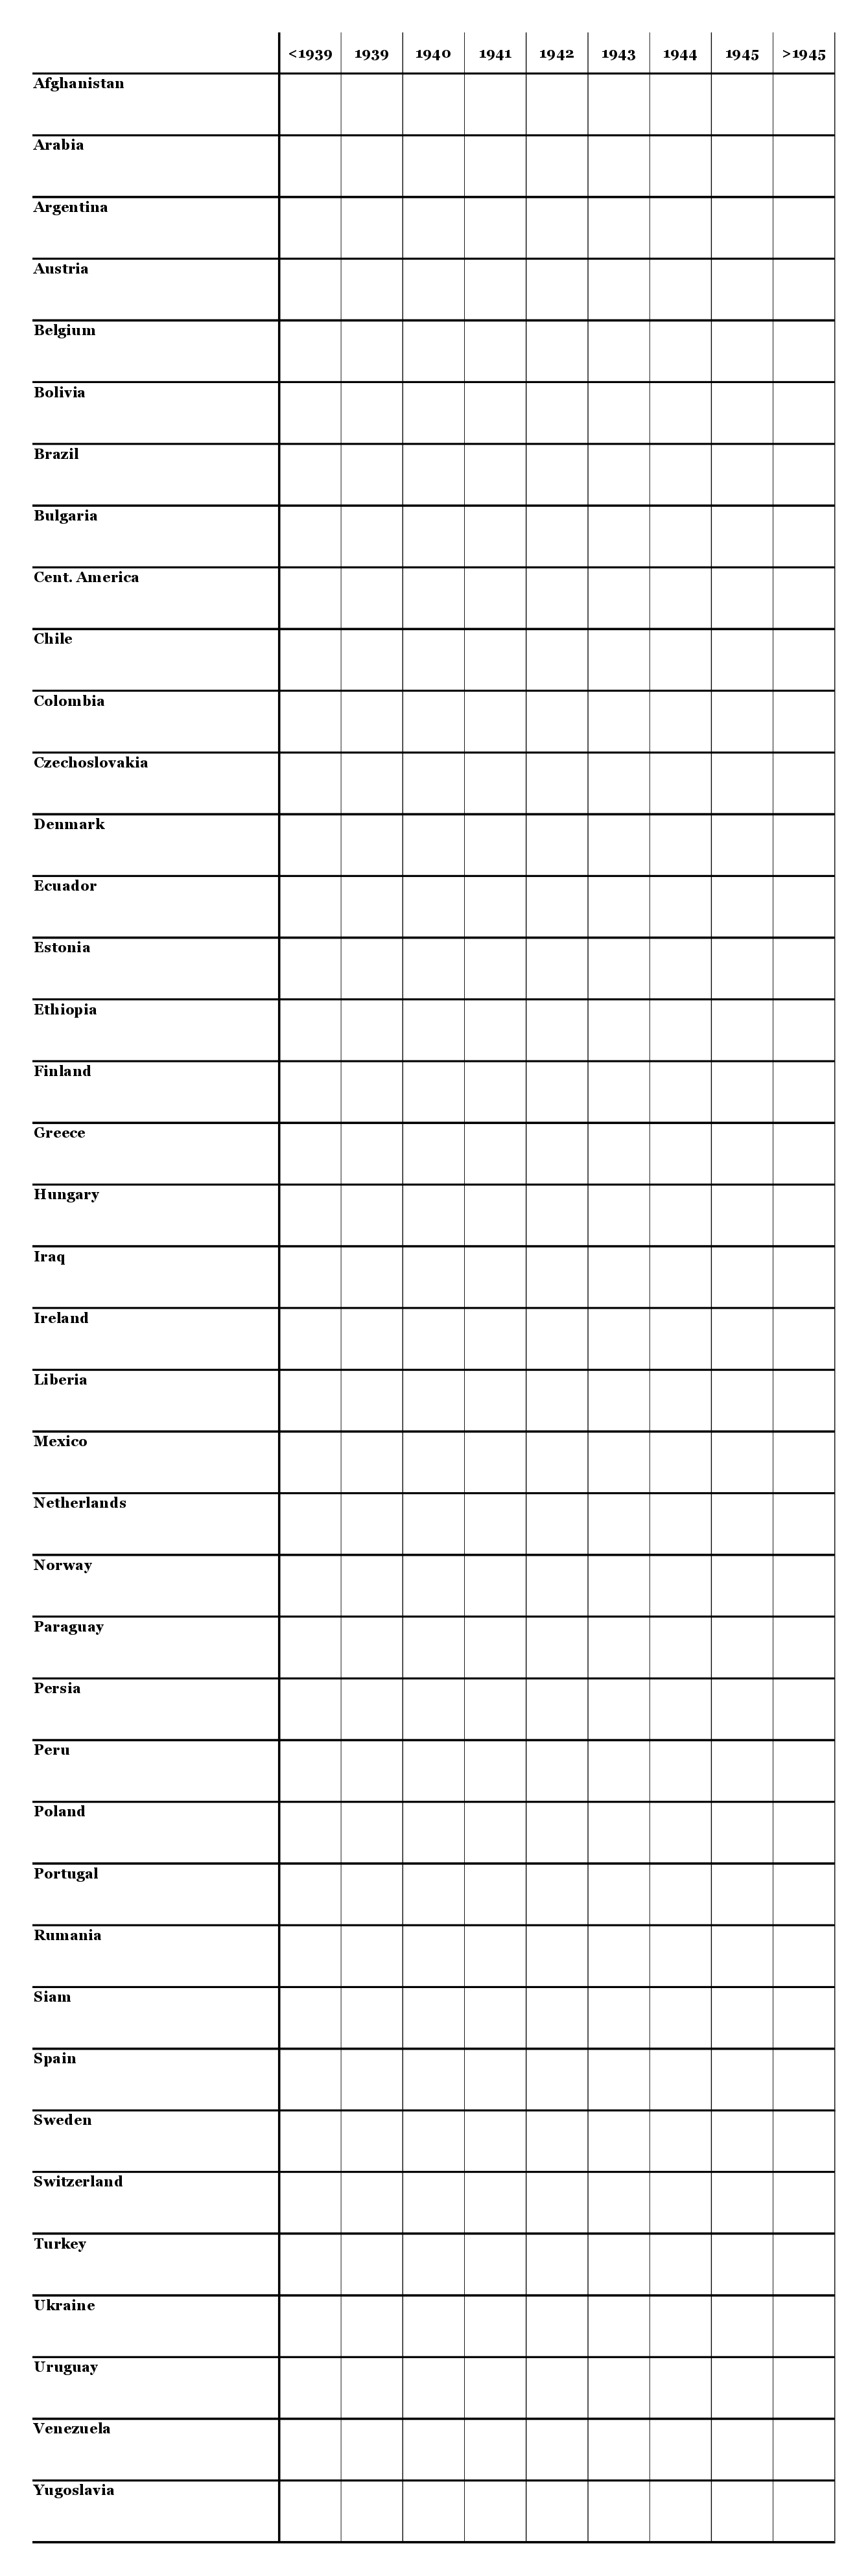 <1939 1939 1940 1941 1942 1943 1944 1945 >1945
Afghanistan
Arabia
Argentina
Austria
Belgium
Bolivia
Brazil
Bulgaria
Cent. America
Chile
Colombia
Czechoslovakia
Denmark
Ecuador
Estonia
Ethiopia
Finland
Greece
Hungary
Iraq
Ireland
Liberia
Mexico
Netherlands
Norway
Paraguay
Persia
Peru
Poland
Portugal
Rumania
Siam
Spain
Sweden
Switzerland
Turkey
Ukraine
Uruguay
Venezuela
Yugoslavia